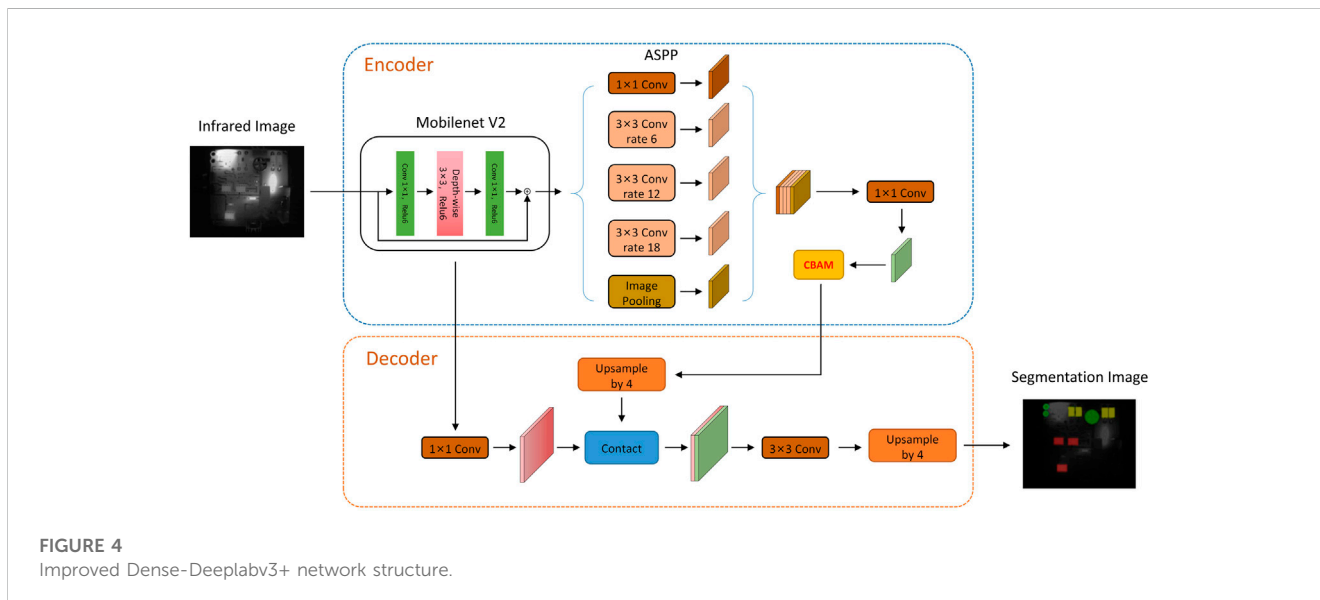 Encoder
ASPP
1×1 Conv
3×3 Conv
rate 6
3×3 Conv
rate 12
3×3 Conv
rate 18
Image
Pooling
Infrared Image
Mobilenet V2
Conv 1×1, Relu6
Depth-wise
3×3, Relu6
Conv 1×1, Relu6
1×1 Conv
CBAM
Decoder
Upsample
by 4
1×1 Conv
Contact
3×3 Conv
Upsample
by 4
Segmentation Image
FIGURE 4
Improved Dense-Deeplabv3+ network structure.